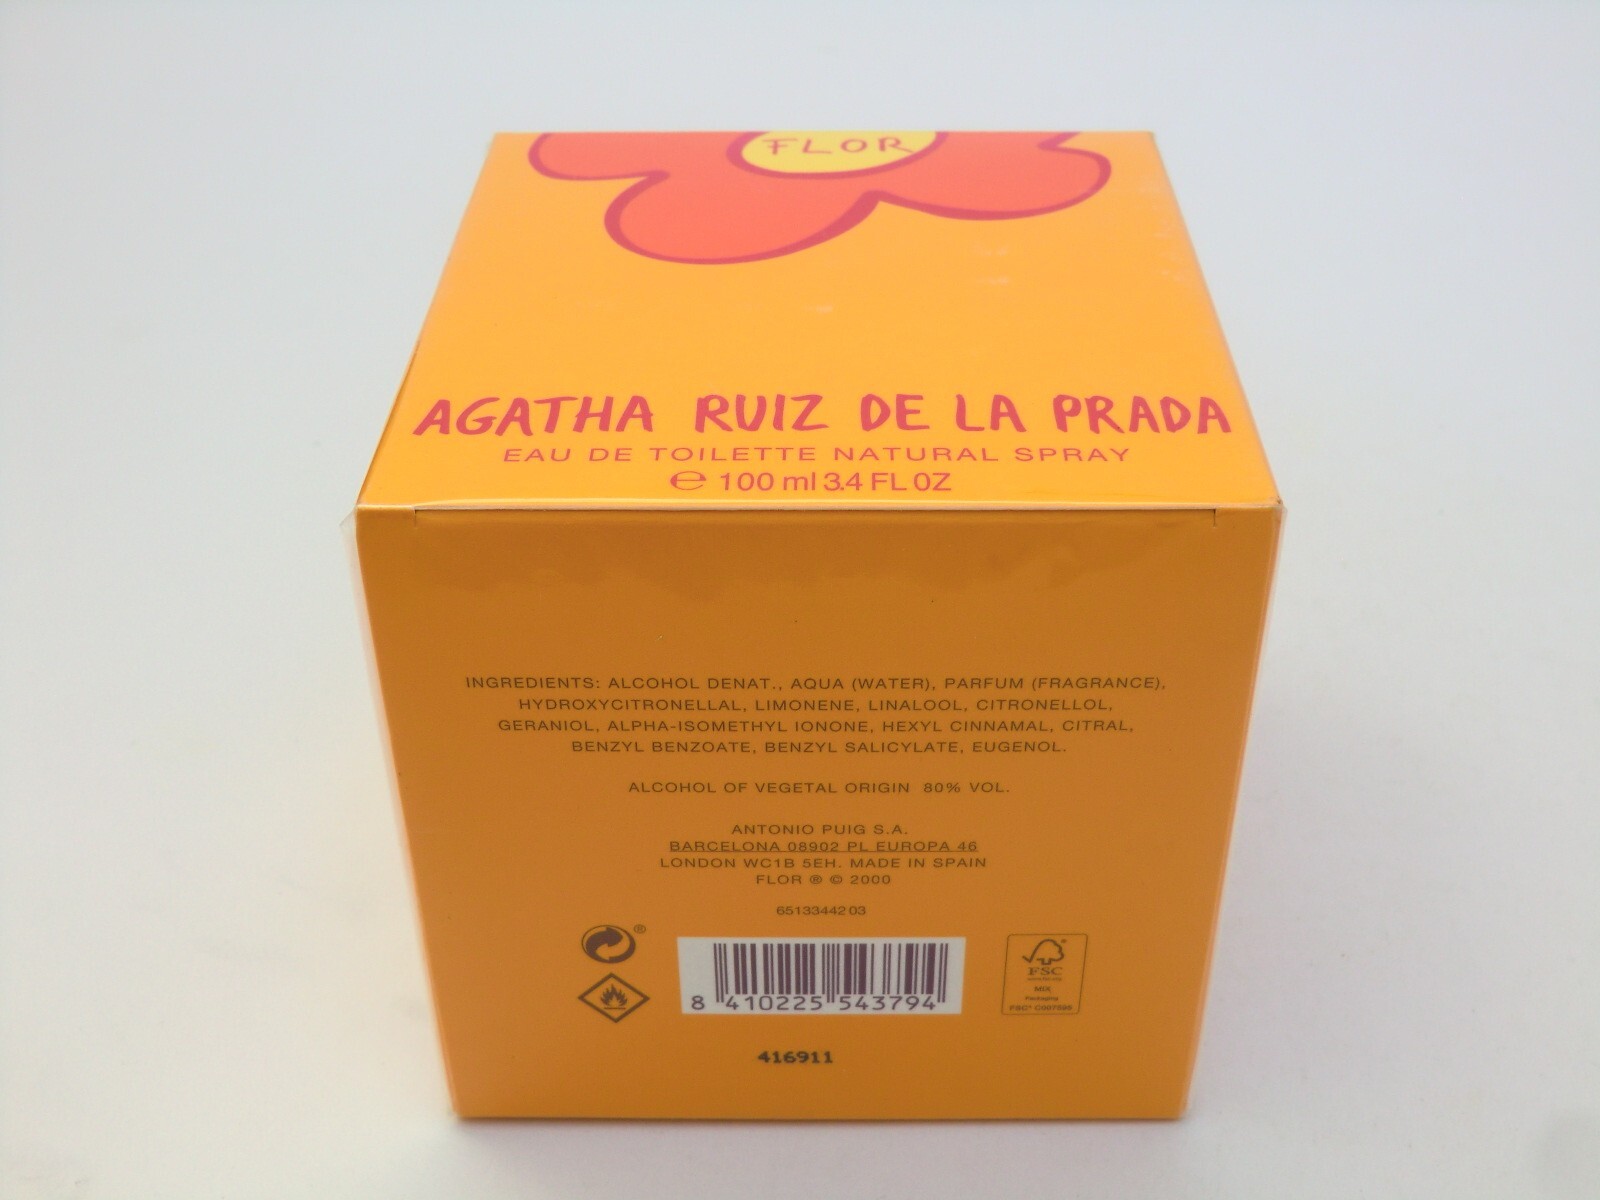 FLOR
AGATHA RUIZ DE LA PRADA
EAU DE TOILETTE NATURAL SPRAY
℮ 100 ml 3.4 FL OZ
INGREDIENTS: ALCOHOL DENAT., AQUA (WATER), PARFUM (FRAGRANCE),
HYDROXYCITRONELLAL, LIMONENE, LINALOOL, CITRONELLOL,
GERANIOL, ALPHA-ISOMETHYL IONONE, HEXYL CINNAMAL, CITRAL,
BENZYL BENZOATE, BENZYL SALICYLATE, EUGENOL.
ALCOHOL OF VEGETAL ORIGIN 80% VOL.
ANTONIO PUIG S.A.
BARCELONA 08902 PL EUROPA 46
LONDON WC1B 5EH. MADE IN SPAIN
FLOR ® © 2000
6513344203
®
8 410225 543794
FSC
MIX
Packaging
416911